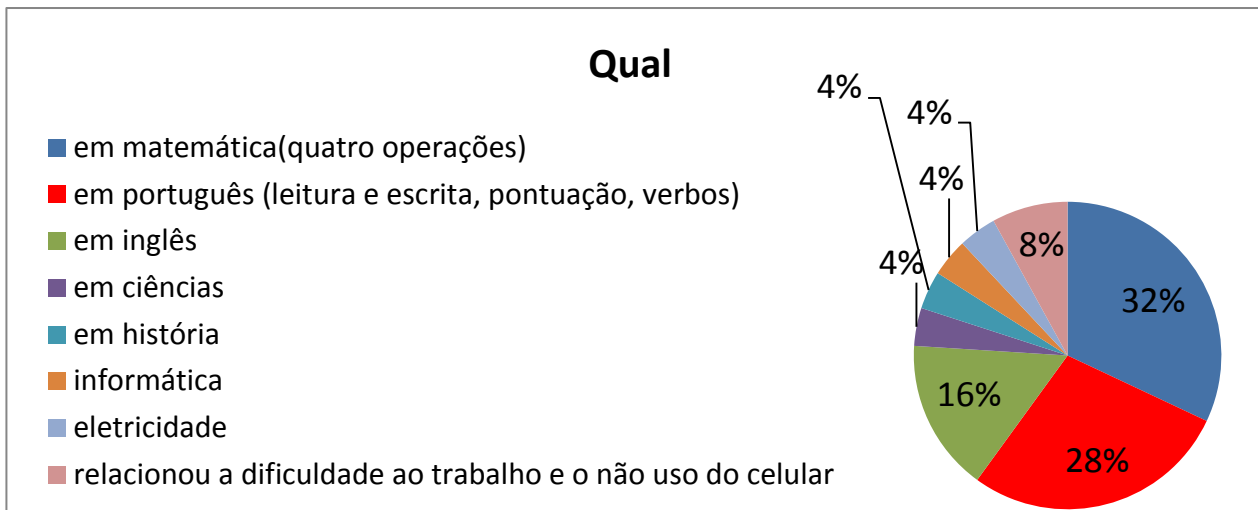 Qual
em matemática(quatro operações)
em português (leitura e escrita, pontuação, verbos)
em inglês
em ciências
em história
informática
eletricidade
relacionou a dificuldade ao trabalho e o não uso do celular
4%
4%
4%
4%
8%
32%
16%
28%